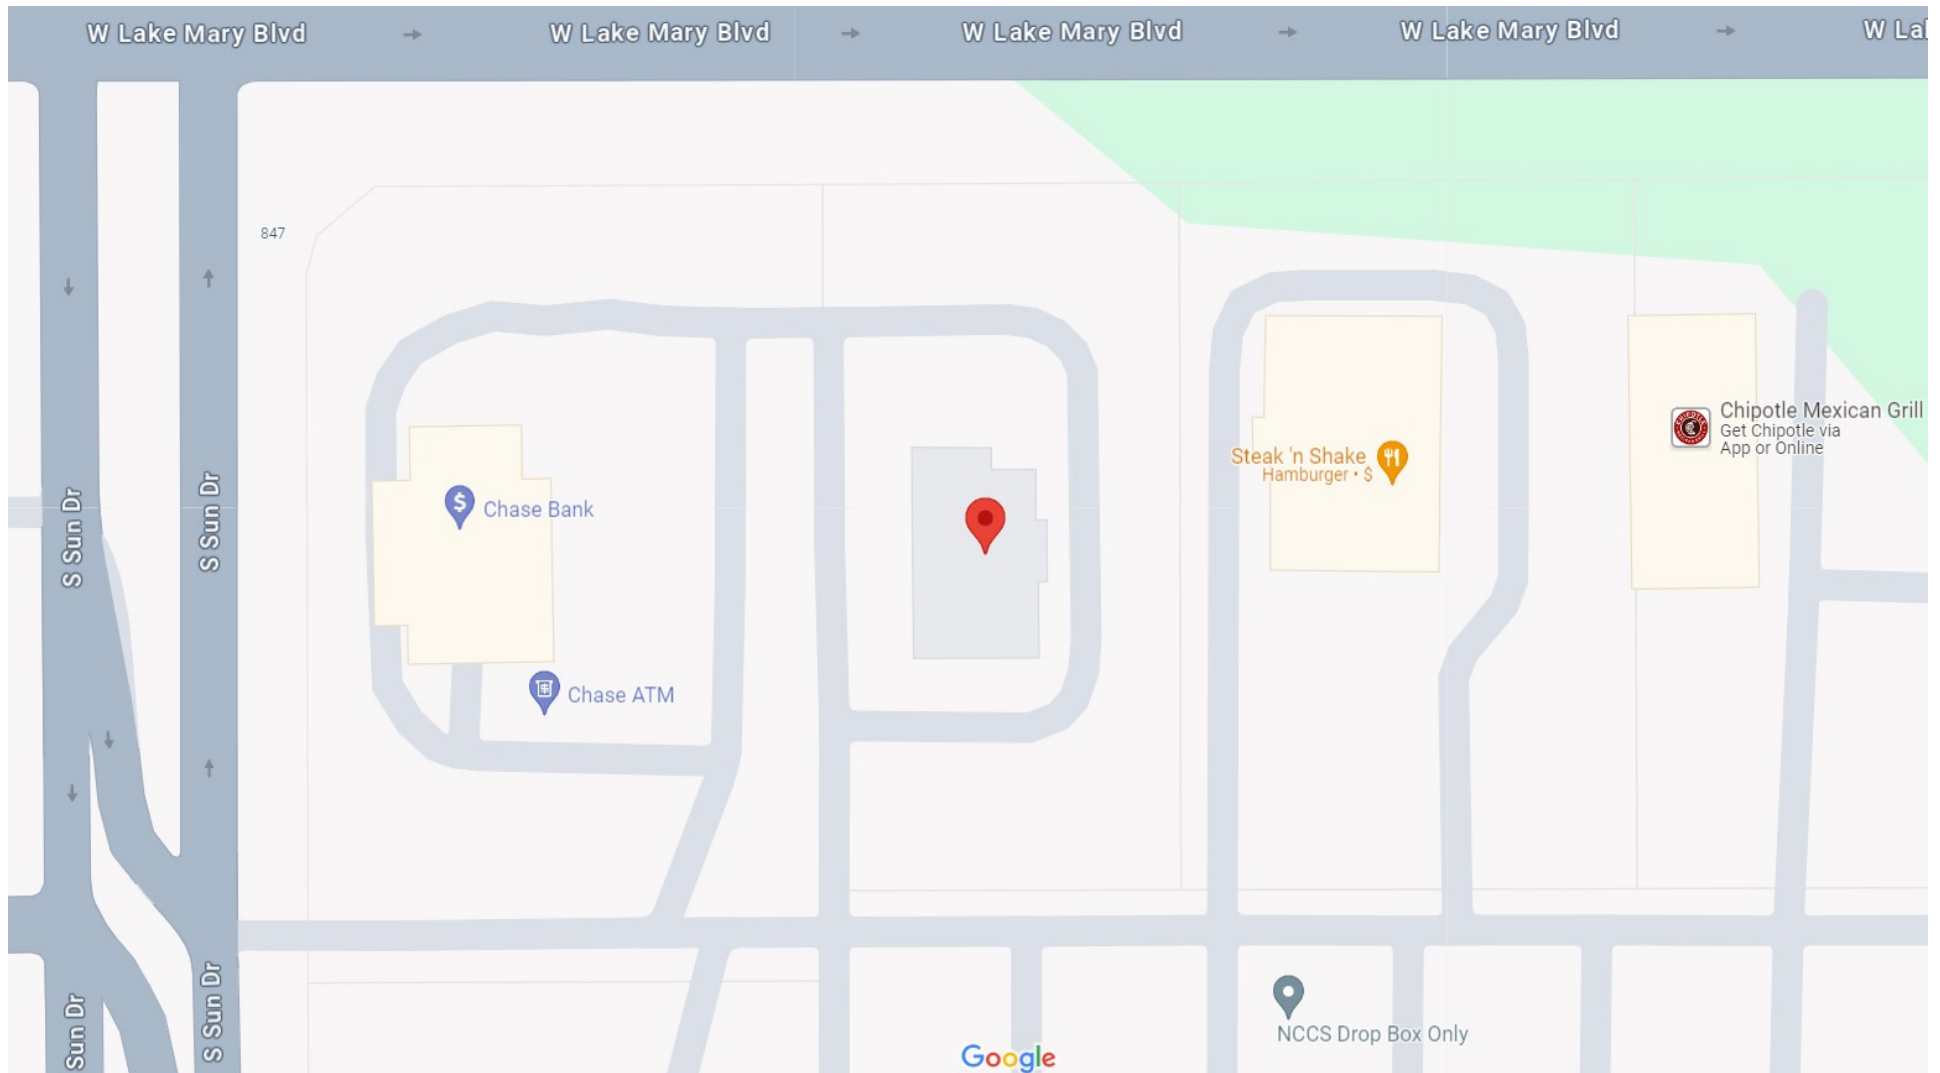 W Lake Mary Blvd
W Lake Mary Blvd
W Lake Mary Blvd
W Lake Mary Blvd
W La
847
S Sun Dr
S Sun Dr
Chase Bank
Chase ATM
Steak 'n Shake
Hamburger • $
Chipotle Mexican Grill
Get Chipotle via
App or Online
Sun Dr
S Sun Dr
NCCS Drop Box Only
Google